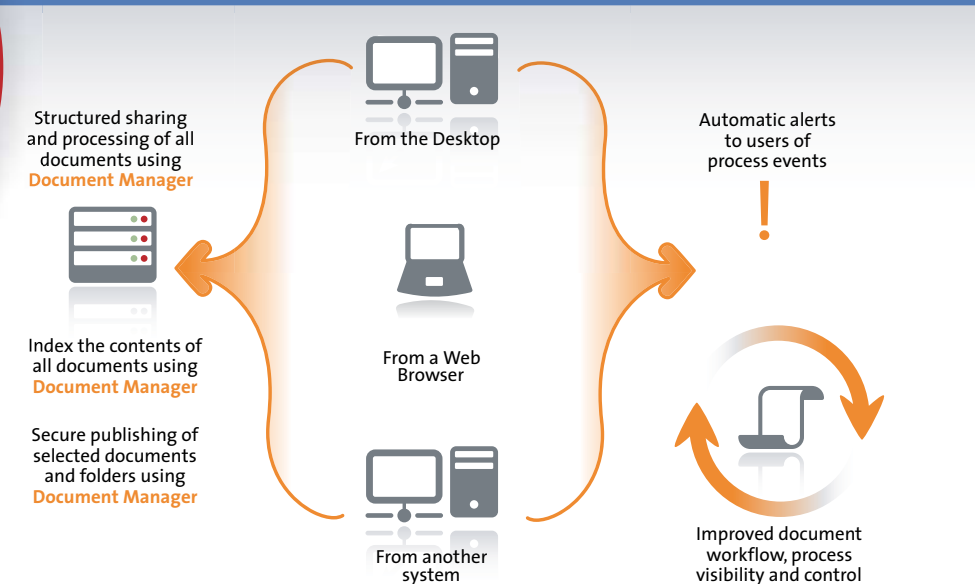 Structured sharing
and processing of all
documents using
Document Manager
Index the contents of
all documents using
Document Manager
Secure publishing of
selected documents
and folders using
Document Manager
From the Desktop
From a Web
Browser
From another
system
Automatic alerts
to users of
process events
!
Improved document
workflow, process
visibility and control